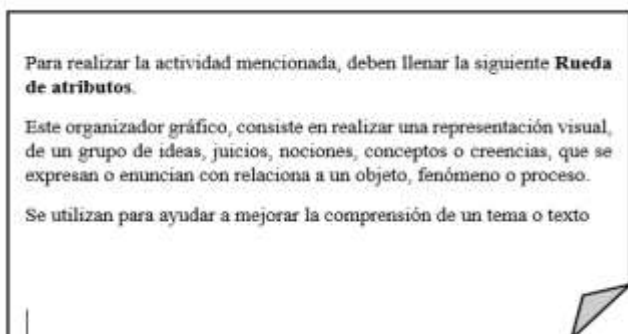 Para realizar la actividad mencionada, deben llenar la siguiente Rueda
de atributos.
Este organizador gráfico, consiste en realizar una representación visual,
de un grupo de ideas, juicios, nociones, conceptos o creencias, que se
expresan o enuncian con relaciona a un objeto, fenómeno o proceso.
Se utilizan para ayudar a mejorar la comprensión de un tema o texto